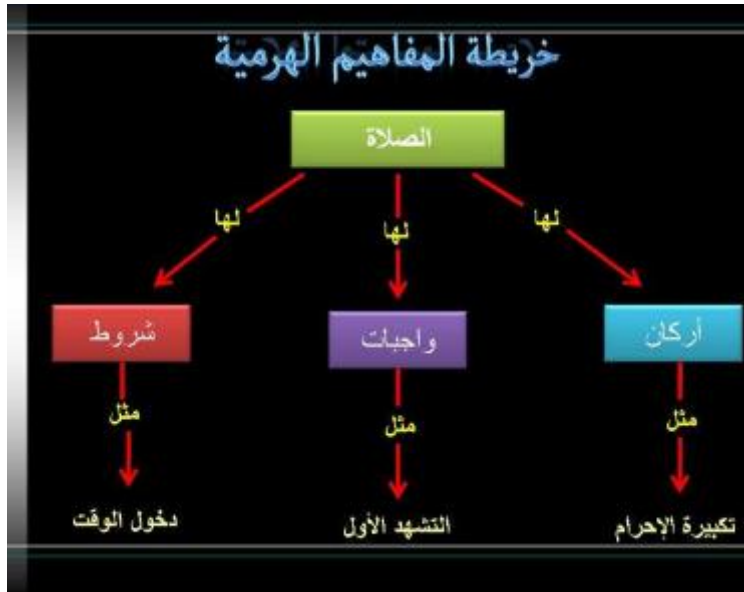 خريطة المفاهيم الهرمية
الصلاة
لها لها لها
أركان واجبات شروط
مثل مثل مثل
تكبيرة الإحرام التشهد الأول دخول الوقت